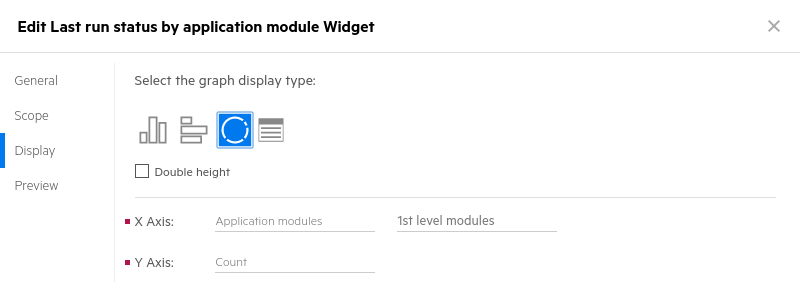 Edit Last run status by application module Widget
General
Scope
Display
Preview
Select the graph display type:
Double height
X Axis: Application modules 1st level modules
Y Axis: Count